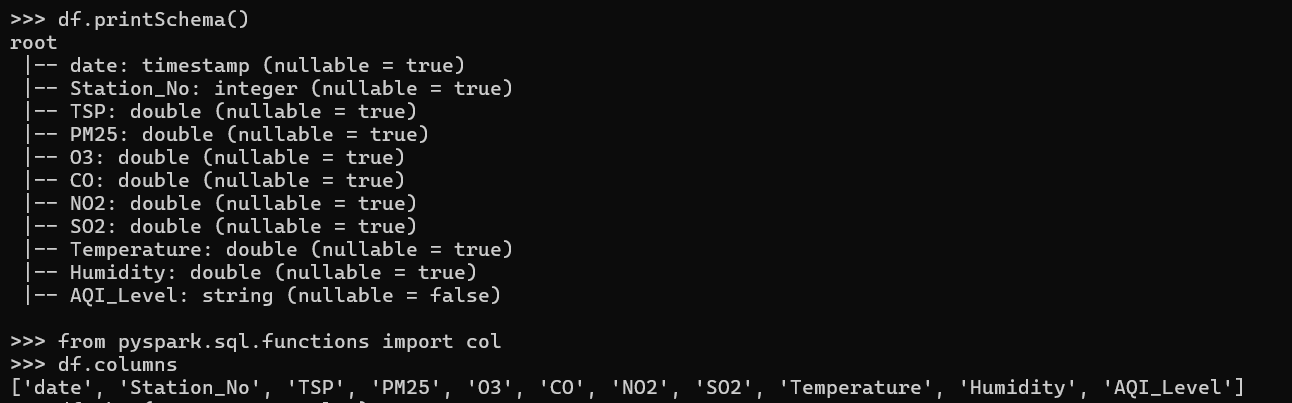 >>> df.printSchema()
root
 |-- date: timestamp (nullable = true)
 |-- Station_No: integer (nullable = true)
 |-- TSP: double (nullable = true)
 |-- PM25: double (nullable = true)
 |-- O3: double (nullable = true)
 |-- CO: double (nullable = true)
 |-- NO2: double (nullable = true)
 |-- SO2: double (nullable = true)
 |-- Temperature: double (nullable = true)
 |-- Humidity: double (nullable = true)
 |-- AQI_Level: string (nullable = false)
>>> from pyspark.sql.functions import col
>>> df.columns
['date', 'Station_No', 'TSP', 'PM25', 'O3', 'CO', 'NO2', 'SO2', 'Temperature', 'Humidity', 'AQI_Level']